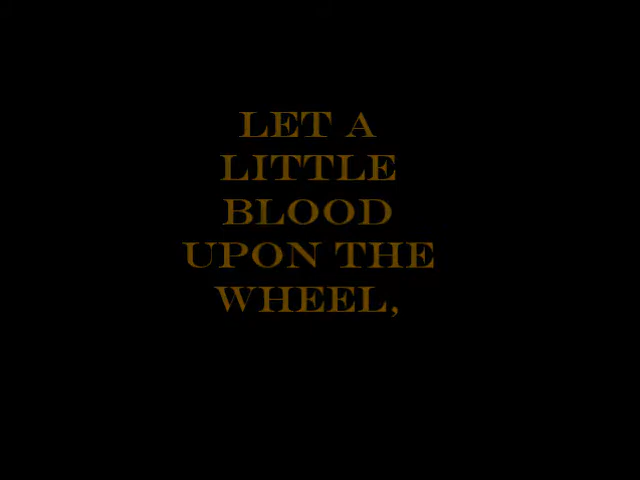 LET A
LITTLE
BLOOD
UPON THE
WHEEL,